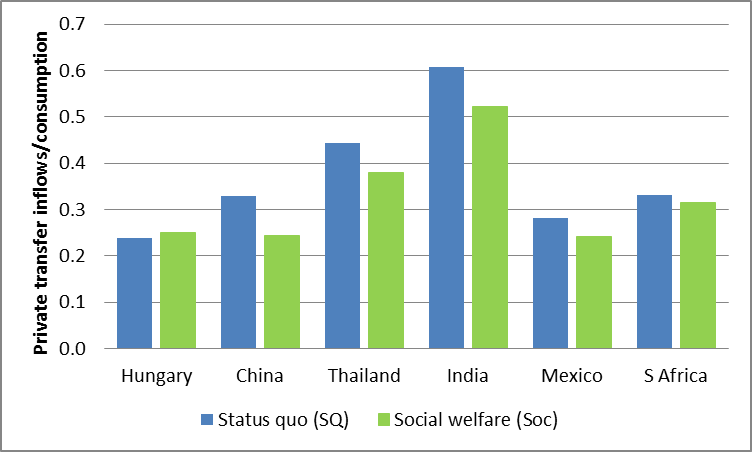 Private transfer inflows/consumption
0.7
0.6
0.5
0.4
0.3
0.2
0.1
0.0
Hungary China Thailand India Mexico S Africa
Status quo (SQ) Social welfare (Soc)